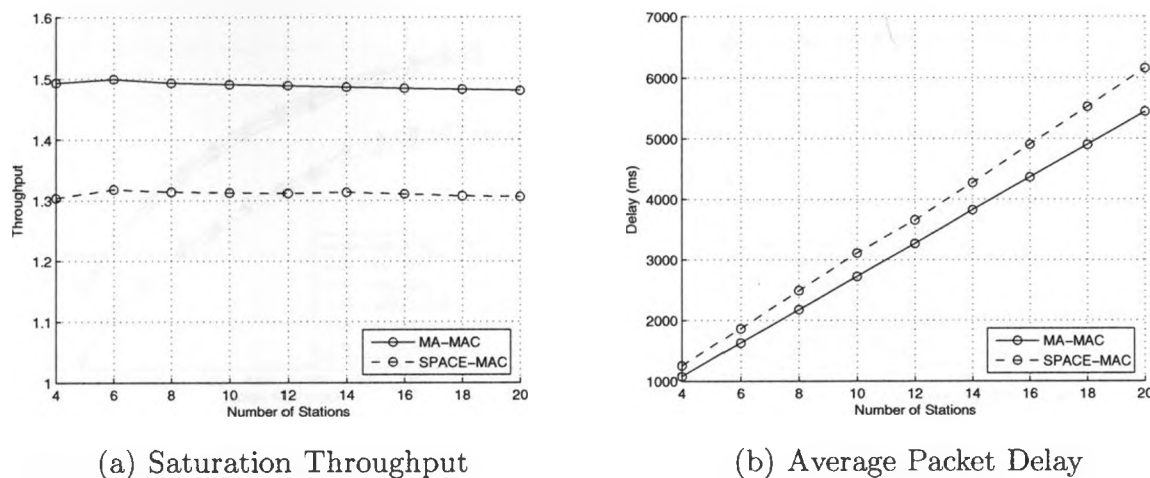 1.6
1.5
1.4
1.3
1.2
1.1
1
Throughput
4 6 8 10 12 14 16 18 20
Number of Stations
MA-MAC
SPACE-MAC
(a) Saturation Throughput
7000
6000
5000
4000
3000
2000
1000
Delay (ms)
4 6 8 10 12 14 16 18 20
Number of Stations
MA-MAC
SPACE-MAC
(b) Average Packet Delay